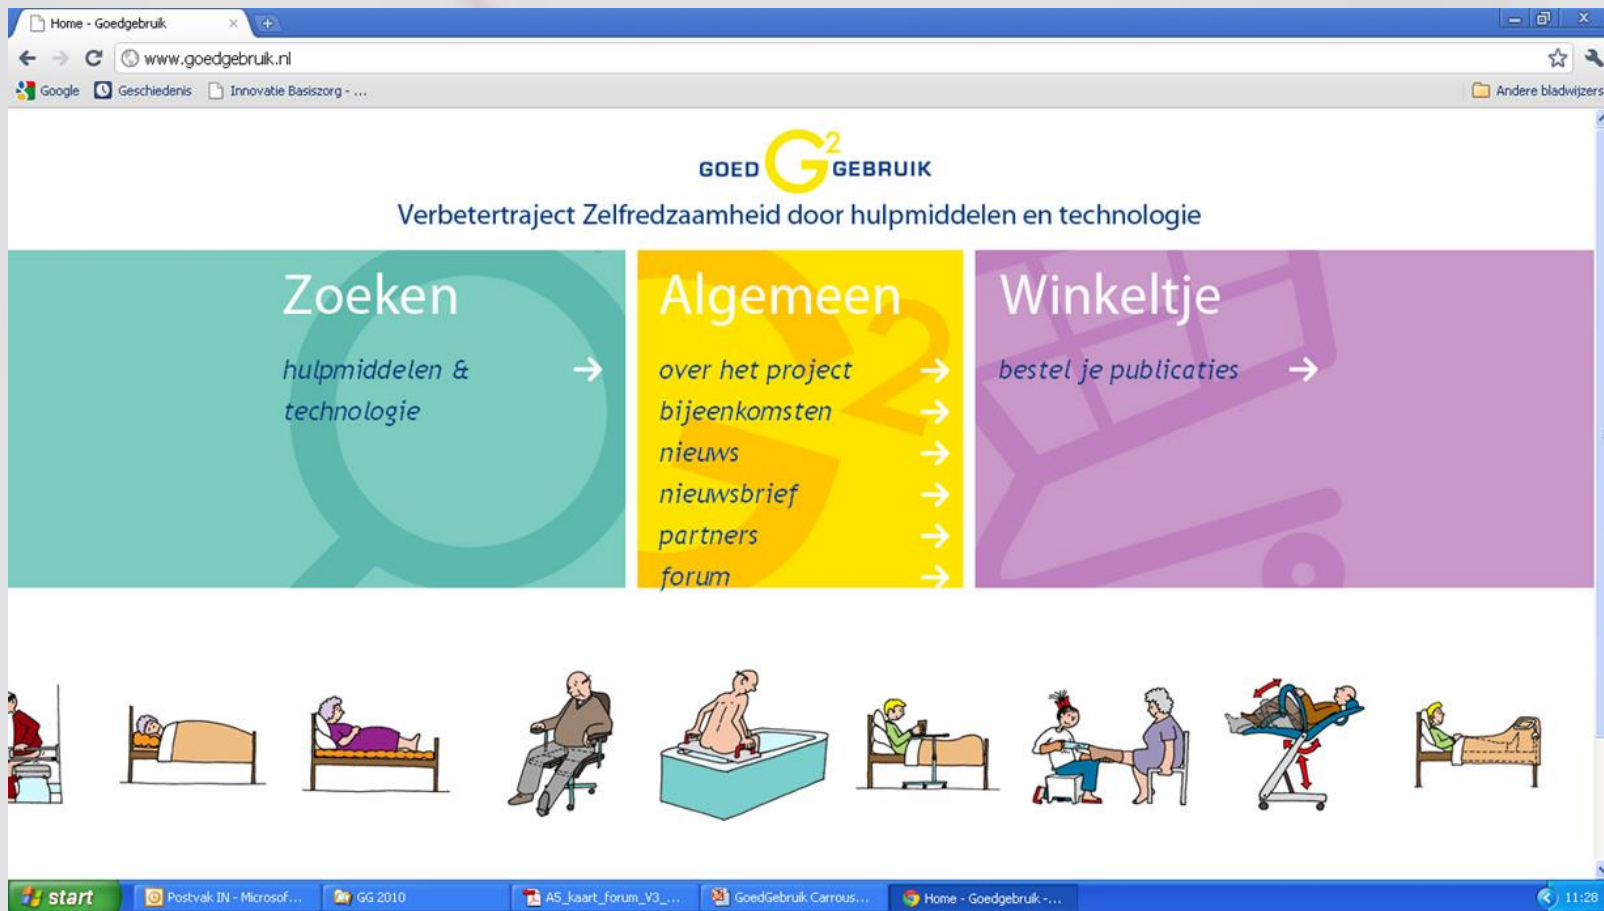 Home - Goedgebruik
www.goedgebruik.nl
Google Geschiedenis Innovatie Basiszorg - ... Andere bladwijzers
GOED G2 GEBRUIK
Verbetertraject Zelfredzaamheid door hulpmiddelen en technologie
Zoeken
hulpmiddelen &
technologie
Algemeen
over het project
bijeenkomsten
nieuws
nieuwsbrief
partners
forum
Winkeltje
bestel je publicaties
start Postvak IN - Microsof... GG 2010 A5_kaart_forum_V3_... GoedGebruik Carrous... Home - Goedgebruik -... 11:28